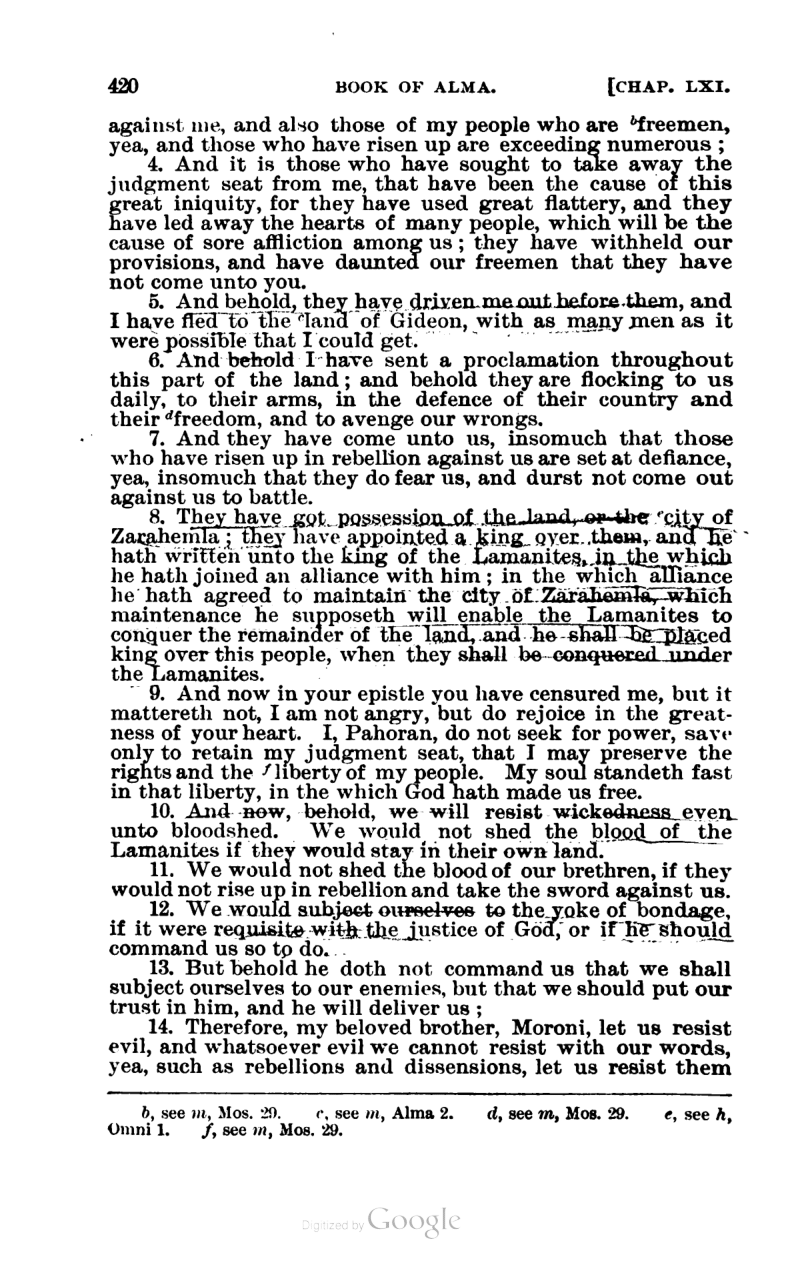 420 BOOK OF ALMA. [CHAP. LXI.
against me, and also those of my people who are ᵇfreemen,
yea, and those who have risen up are exceeding numerous ;
4. And it is those who have sought to take away the
judgment seat from me, that have been the cause of this
great iniquity, for they have used great flattery, and they
have led away the hearts of many people, which will be the
cause of sore affliction among us ; they have withheld our
provisions, and have daunted our freemen that they have
not come unto you.
5. And behold, they have driven me out before them, and
I have fled to the ᶜland of Gideon, with as many men as it
were possible that I could get.
6. And behold I have sent a proclamation throughout
this part of the land ; and behold they are flocking to us
daily, to their arms, in the defence of their country and
their ᵈfreedom, and to avenge our wrongs.
7. And they have come unto us, insomuch that those
who have risen up in rebellion against us are set at defiance,
yea, insomuch that they do fear us, and durst not come out
against us to battle.
8. They have got possession of the land, or the ᵉcity of
Zarahemla ; they have appointed a king over them, and he
hath written unto the king of the Lamanites, in the which
he hath joined an alliance with him ; in the which alliance
he hath agreed to maintain the city of Zarahemla, which
maintenance he supposeth will enable the Lamanites to
conquer the remainder of the land, and he shall be placed
king over this people, when they shall be conquered under
the Lamanites.
9. And now in your epistle you have censured me, but it
mattereth not, I am not angry, but do rejoice in the great-
ness of your heart. I, Pahoran, do not seek for power, save
only to retain my judgment seat, that I may preserve the
rights and the ᶠliberty of my people. My soul standeth fast
in that liberty, in the which God hath made us free.
10. And now, behold, we will resist wickedness even
unto bloodshed. We would not shed the blood of the
Lamanites if they would stay in their own land.
11. We would not shed the blood of our brethren, if they
would not rise up in rebellion and take the sword against us.
12. We would subject ourselves to the yoke of bondage,
if it were requisite with the justice of God, or if he should
command us so to do.
13. But behold he doth not command us that we shall
subject ourselves to our enemies, but that we should put our
trust in him, and he will deliver us ;
14. Therefore, my beloved brother, Moroni, let us resist
evil, and whatsoever evil we cannot resist with our words,
yea, such as rebellions and dissensions, let us resist them
b, see m, Mos. 29. c, see m, Alma 2. d, see m, Mos. 29. e, see h,
Omni 1. f, see m, Mos. 29.
Digitized by Google